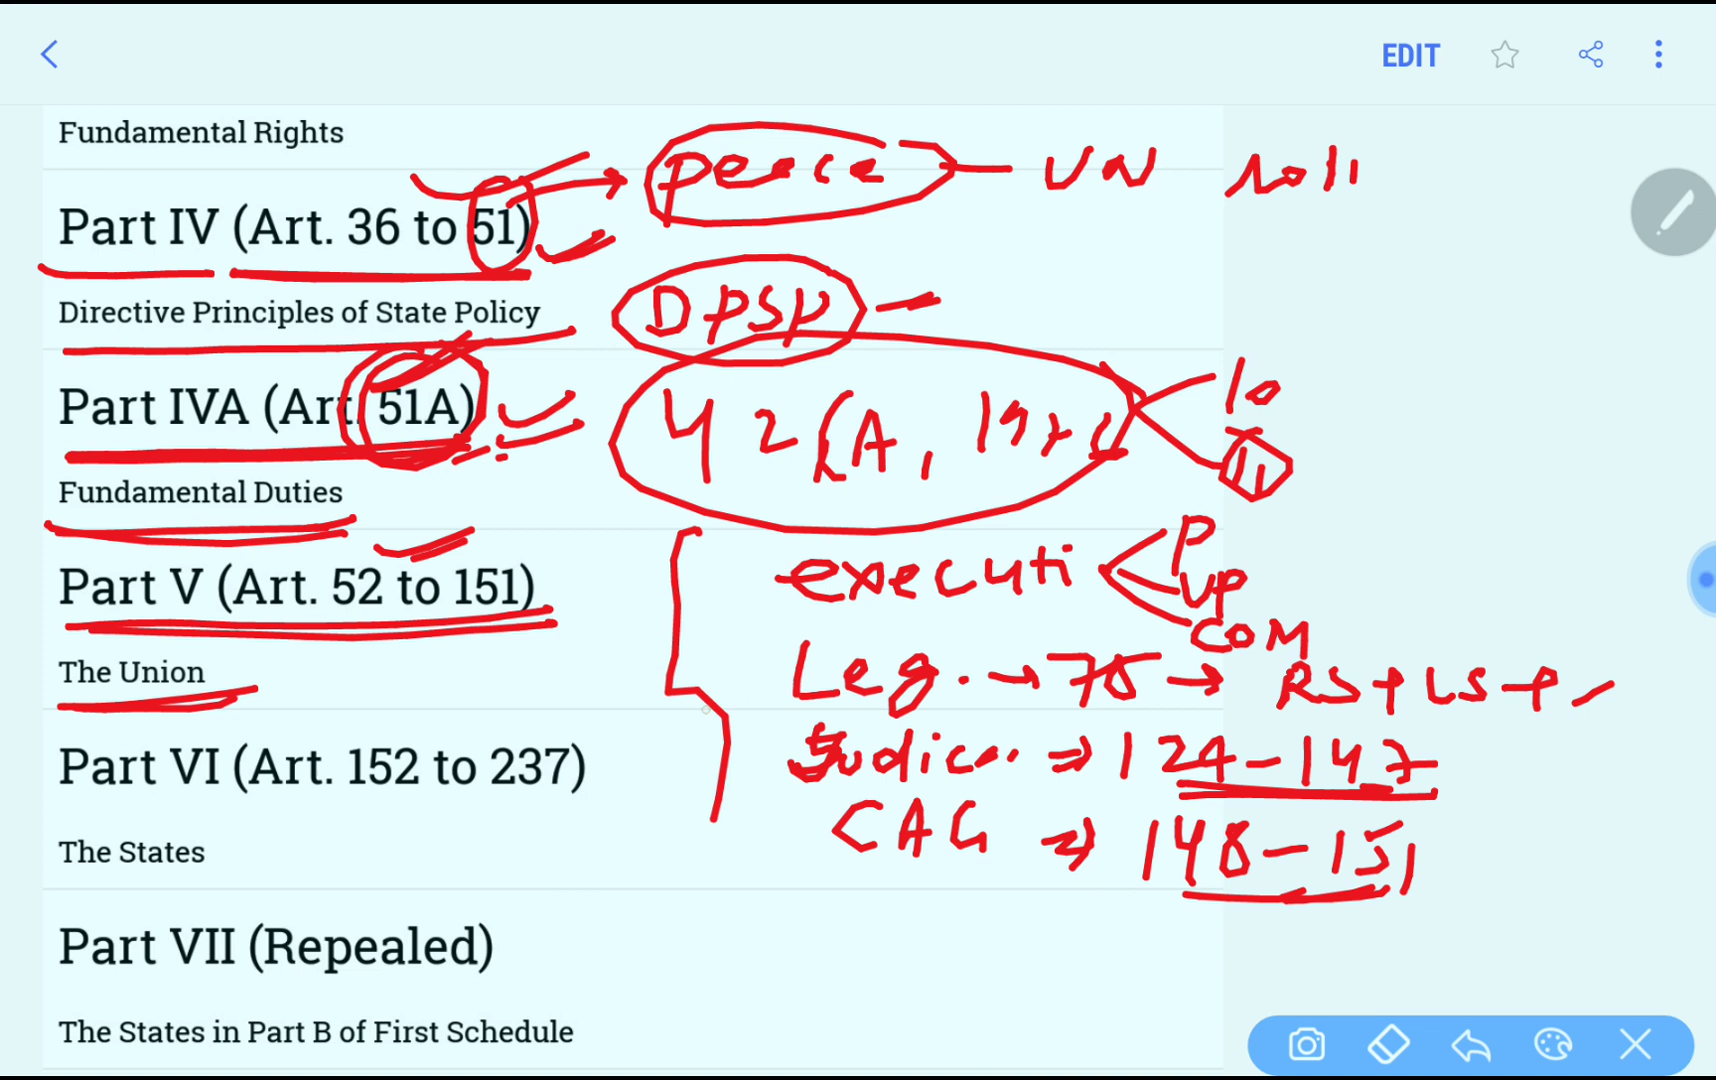 EDIT
Fundamental Rights
peace - UN
Part IV (Art. 36 to 51)
Directive Principles of State Policy
DPSP -
Part IVA (Art. 51A)
42 CA, 1976
10
11
Fundamental Duties
Part V (Art. 52 to 151)
executi
P
VP
COM
The Union
Leg. → 78 → RS + LS + P
Part VI (Art. 152 to 237)
Judica. ⇒ 124 - 147
The States
CAG ⇒ 148 - 151
Part VII (Repealed)
The States in Part B of First Schedule